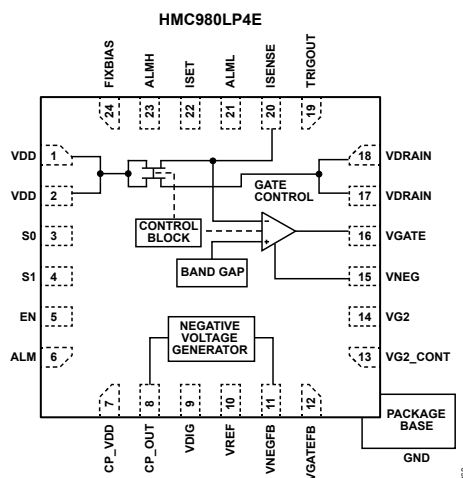 HMC980LP4E
FIXBIAS
ALMH
ISET
ALML
ISENSE
TRIGOUT
24
23
22
21
20
19
VDD
1
18
VDRAIN
VDD
2
17
VDRAIN
GATE
CONTROL
S0
3
CONTROL
BLOCK
16
VGATE
S1
4
BAND GAP
15
VNEG
EN
5
14
VG2
ALM
6
NEGATIVE
VOLTAGE
GENERATOR
13
VG2_CONT
7
8
9
10
11
12
CP_VDD
CP_OUT
VDIG
VREF
VNEGFB
VGATEFB
PACKAGE
BASE
GND